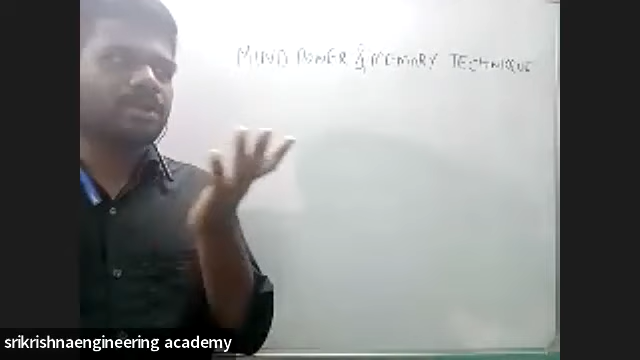 MIND POWER & MEMORY TECHNIQUE
srikrishnaengineering academy